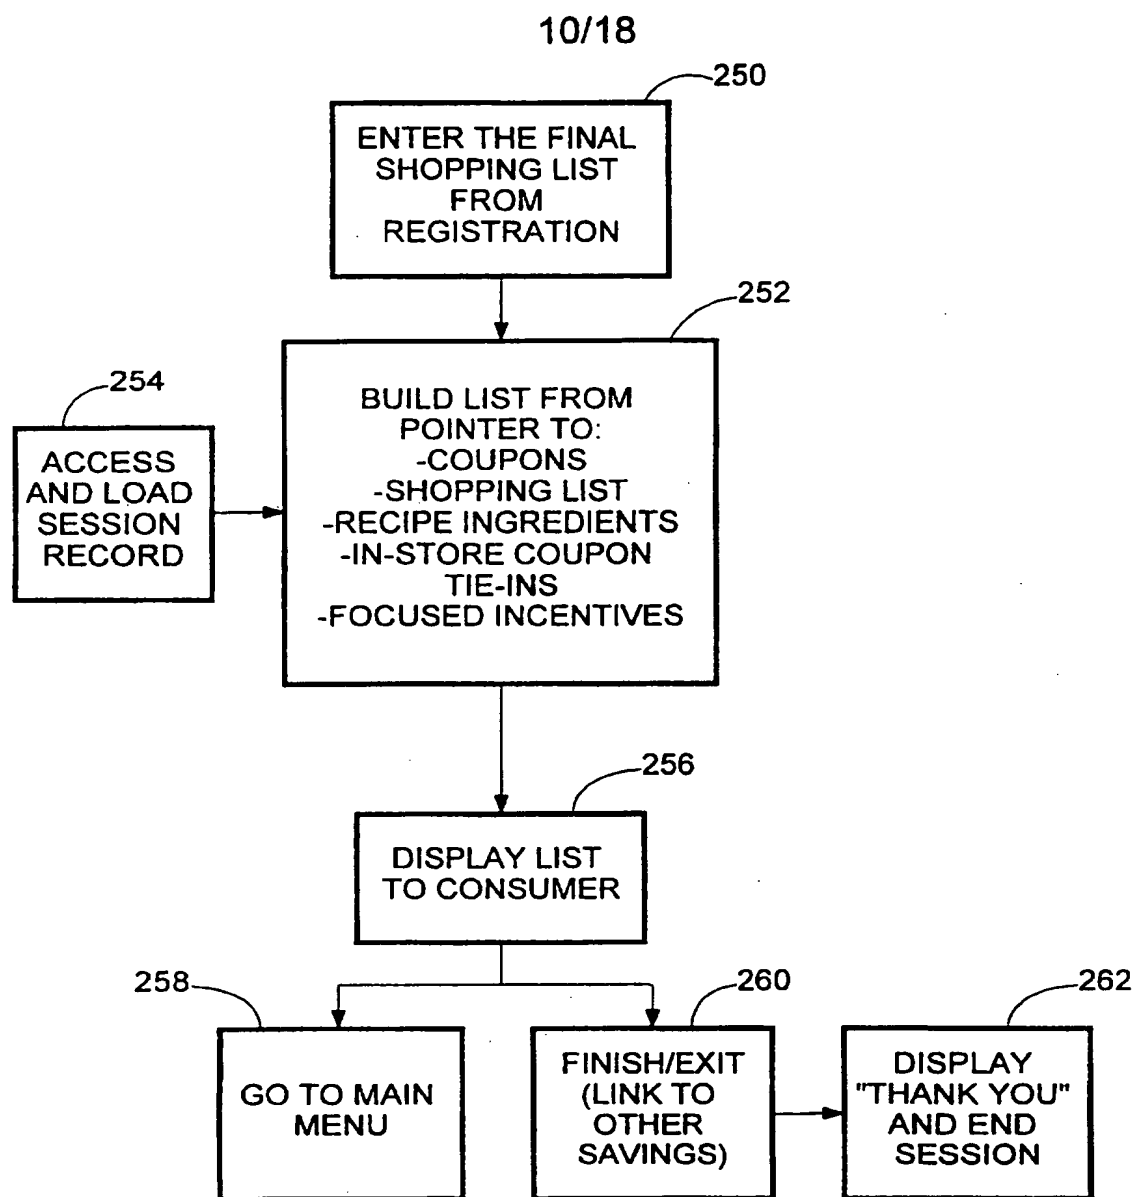 10/18
250
ENTER THE FINAL
SHOPPING LIST
FROM
REGISTRATION
252
BUILD LIST FROM
POINTER TO:
-COUPONS
-SHOPPING LIST
-RECIPE INGREDIENTS
-IN-STORE COUPON
TIE-INS
-FOCUSED INCENTIVES
254
ACCESS
AND LOAD
SESSION
RECORD
256
DISPLAY LIST
TO CONSUMER
258
GO TO MAIN
MENU
260
FINISH/EXIT
(LINK TO
OTHER
SAVINGS)
262
DISPLAY
"THANK YOU"
AND END
SESSION